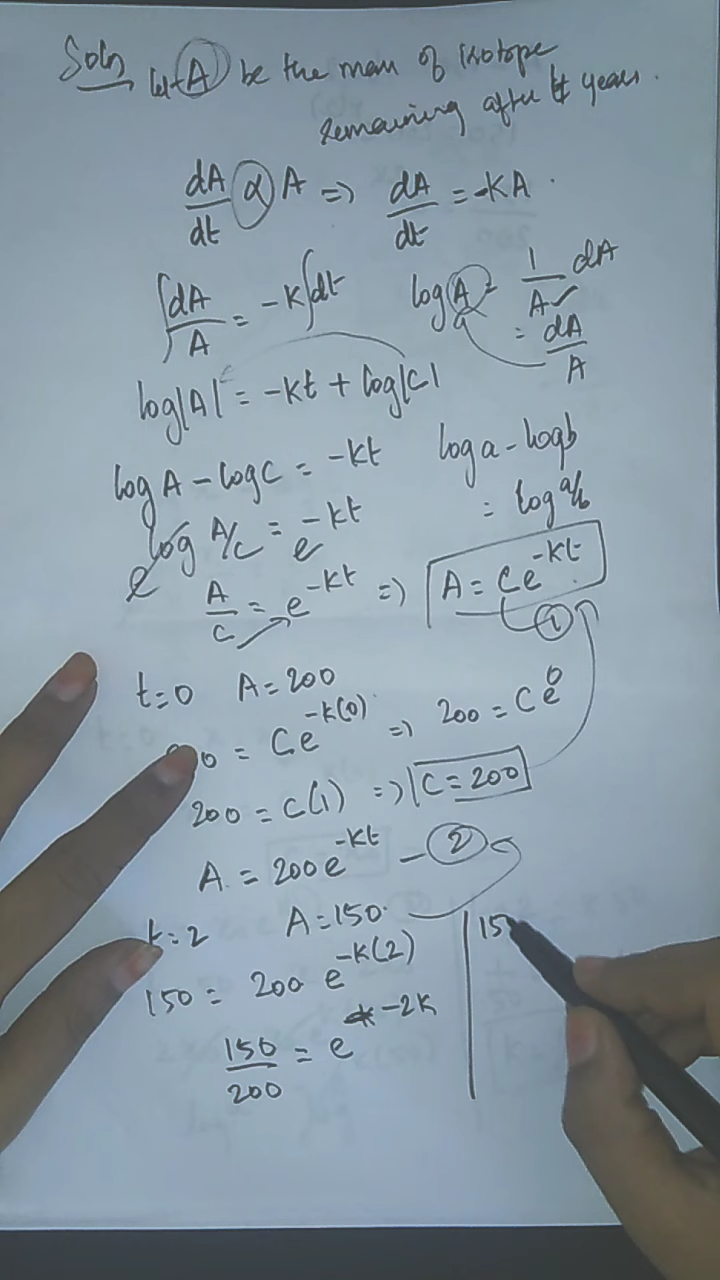 Soln let A be the mass of isotope
remaining after t years.
dA/dt ∝ A ⇒ dA/dt = -KA.
∫dA/A = -K∫dt
log A = 1/A dA
= dA/A
log|A| = -Kt + log|C|
log A - log C = -Kt
log a - log b
= log a/b
e^log A/C = e^-Kt
A/C = e^-Kt ⇒ A = Ce^-Kt
①
t=0 A=200
= Ce^-K(0) ⇒ 200 = Ce^0
200 = C(1) ⇒ C = 200
A = 200e^-Kt - ②
t=2 A=150.
150 = 200 e^-K(2)
150/200 = e^-2K
15